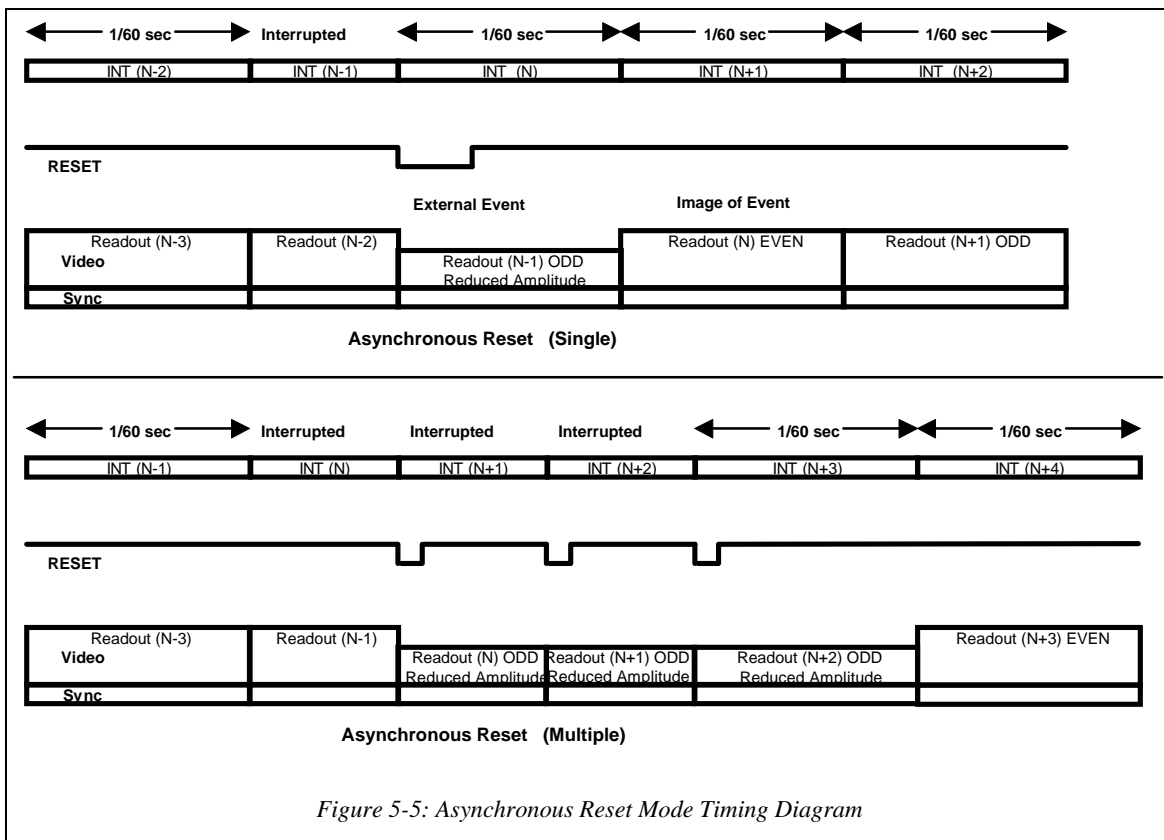 1/60 sec Interrupted 1/60 sec 1/60 sec 1/60 sec
INT (N-2) INT (N-1) INT (N) INT (N+1) INT (N+2)
RESET
External Event Image of Event
Readout (N-3) Readout (N-2) Readout (N) EVEN Readout (N+1) ODD
Video Readout (N-1) ODD
Reduced Amplitude
Sync
Asynchronous Reset (Single)
1/60 sec Interrupted Interrupted Interrupted 1/60 sec 1/60 sec
INT (N-1) INT (N) INT (N+1) INT (N+2) INT (N+3) INT (N+4)
RESET
Readout (N-3) Readout (N-1) Readout (N+3) EVEN
Video Readout (N) ODD Readout (N+1) ODD Readout (N+2) ODD
Reduced Amplitude Reduced Amplitude Reduced Amplitude
Sync
Asynchronous Reset (Multiple)
Figure 5-5: Asynchronous Reset Mode Timing Diagram